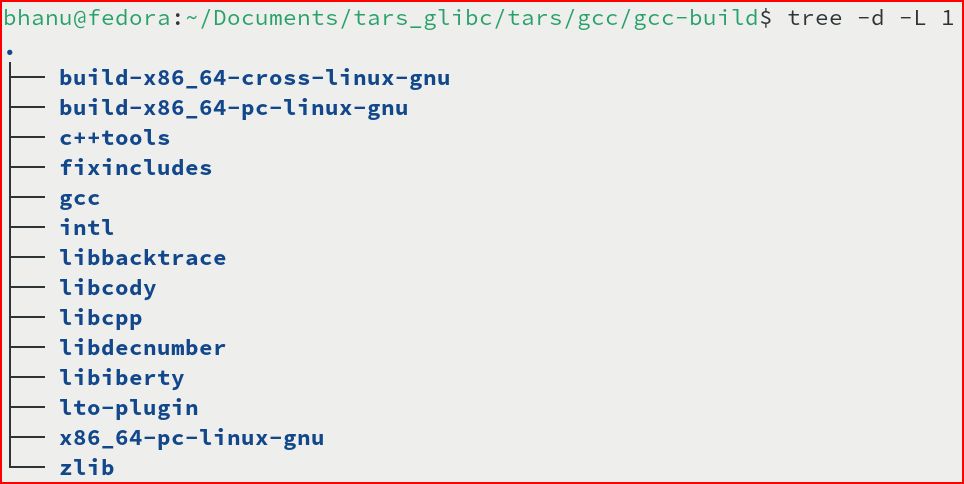 bhanu@fedora:~/Documents/tars_glibc/tars/gcc/gcc-build$ tree -d -L 1
.
├── build-x86_64-cross-linux-gnu
├── build-x86_64-pc-linux-gnu
├── c++tools
├── fixincludes
├── gcc
├── intl
├── libbacktrace
├── libcody
├── libcpp
├── libdecnumber
├── libiberty
├── lto-plugin
├── x86_64-pc-linux-gnu
└── zlib